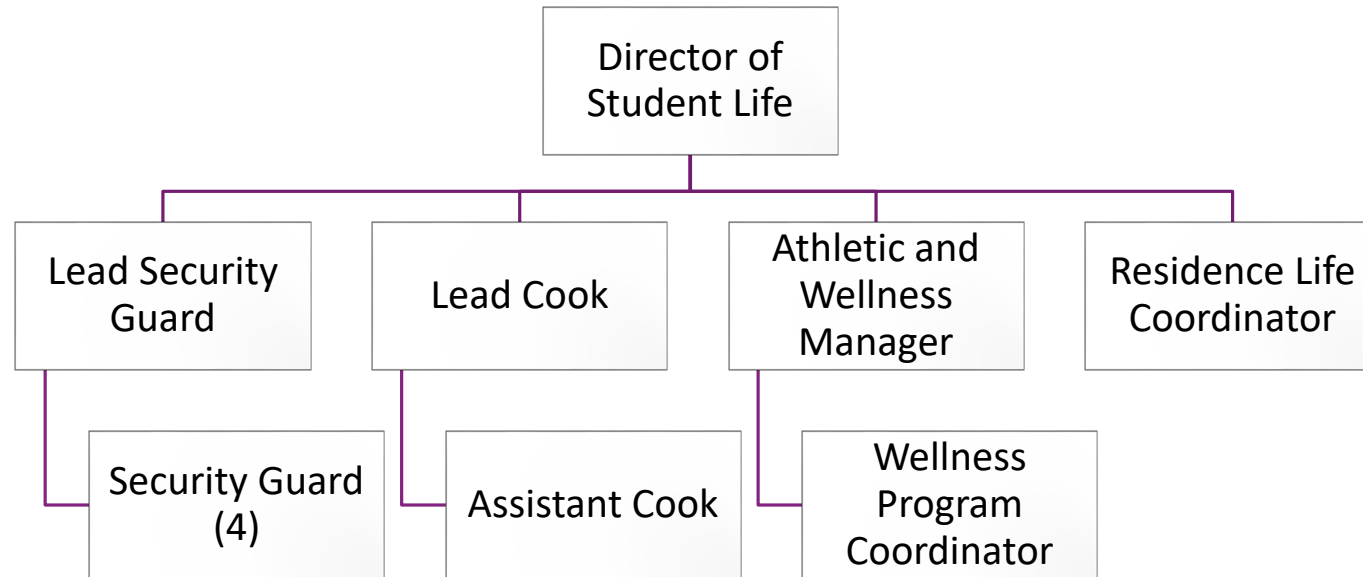 Director of
Student Life
Lead Security
Guard
Lead Cook
Athletic and
Wellness
Manager
Residence Life
Coordinator
Security Guard
(4)
Assistant Cook
Wellness
Program
Coordinator